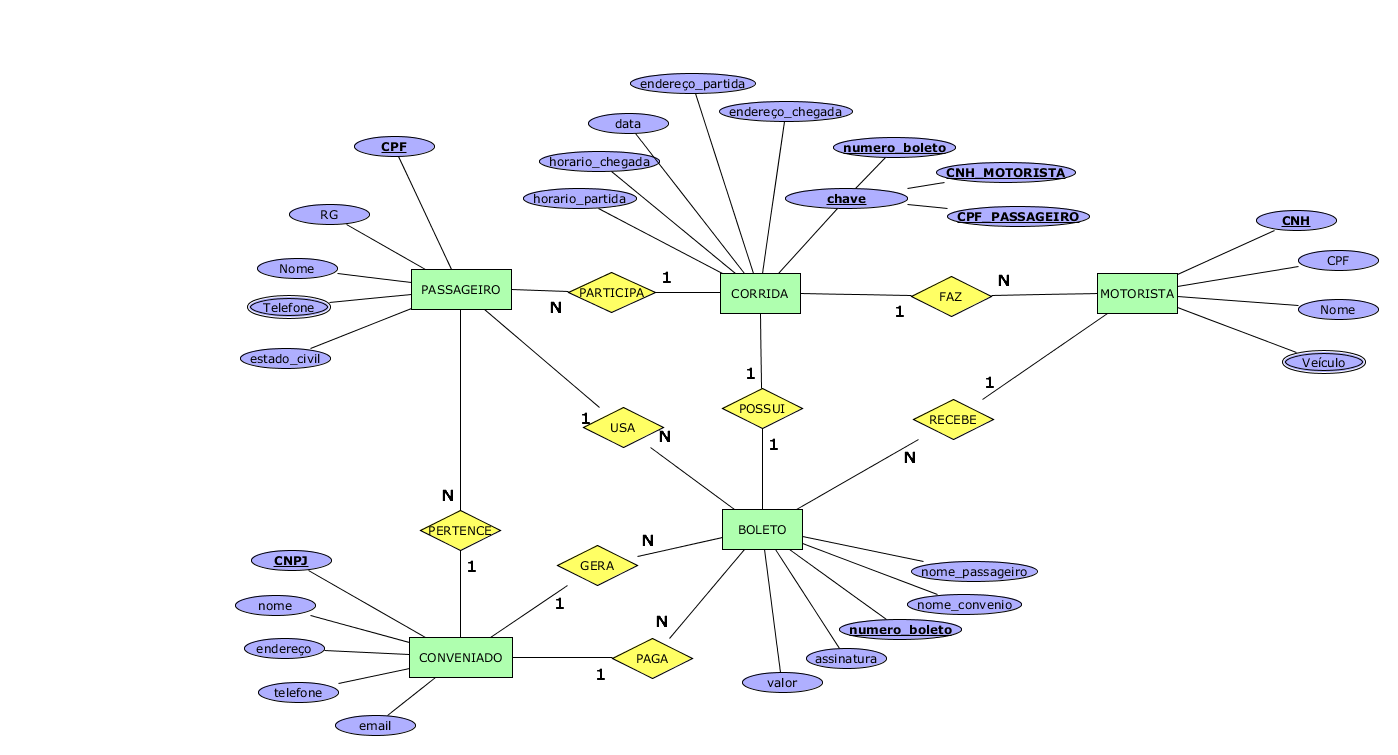 endereço_partida
endereço_chegada
data
numero_boleto
CPF
horario_chegada
CNH_MOTORISTA
horario_partida
chave
CPF_PASSAGEIRO
RG
CNH
Nome
CPF
PASSAGEIRO
PARTICIPA
1
N
CORRIDA
FAZ
N
1
MOTORISTA
Telefone
Nome
estado_civil
Veículo
1
1
POSSUI
1
USA
N
1
RECEBE
N
N
PERTENCE
1
BOLETO
N
GERA
1
CNPJ
nome_passageiro
nome
nome_convenio
N
numero_boleto
endereço
CONVENIADO
1
PAGA
assinatura
telefone
valor
email